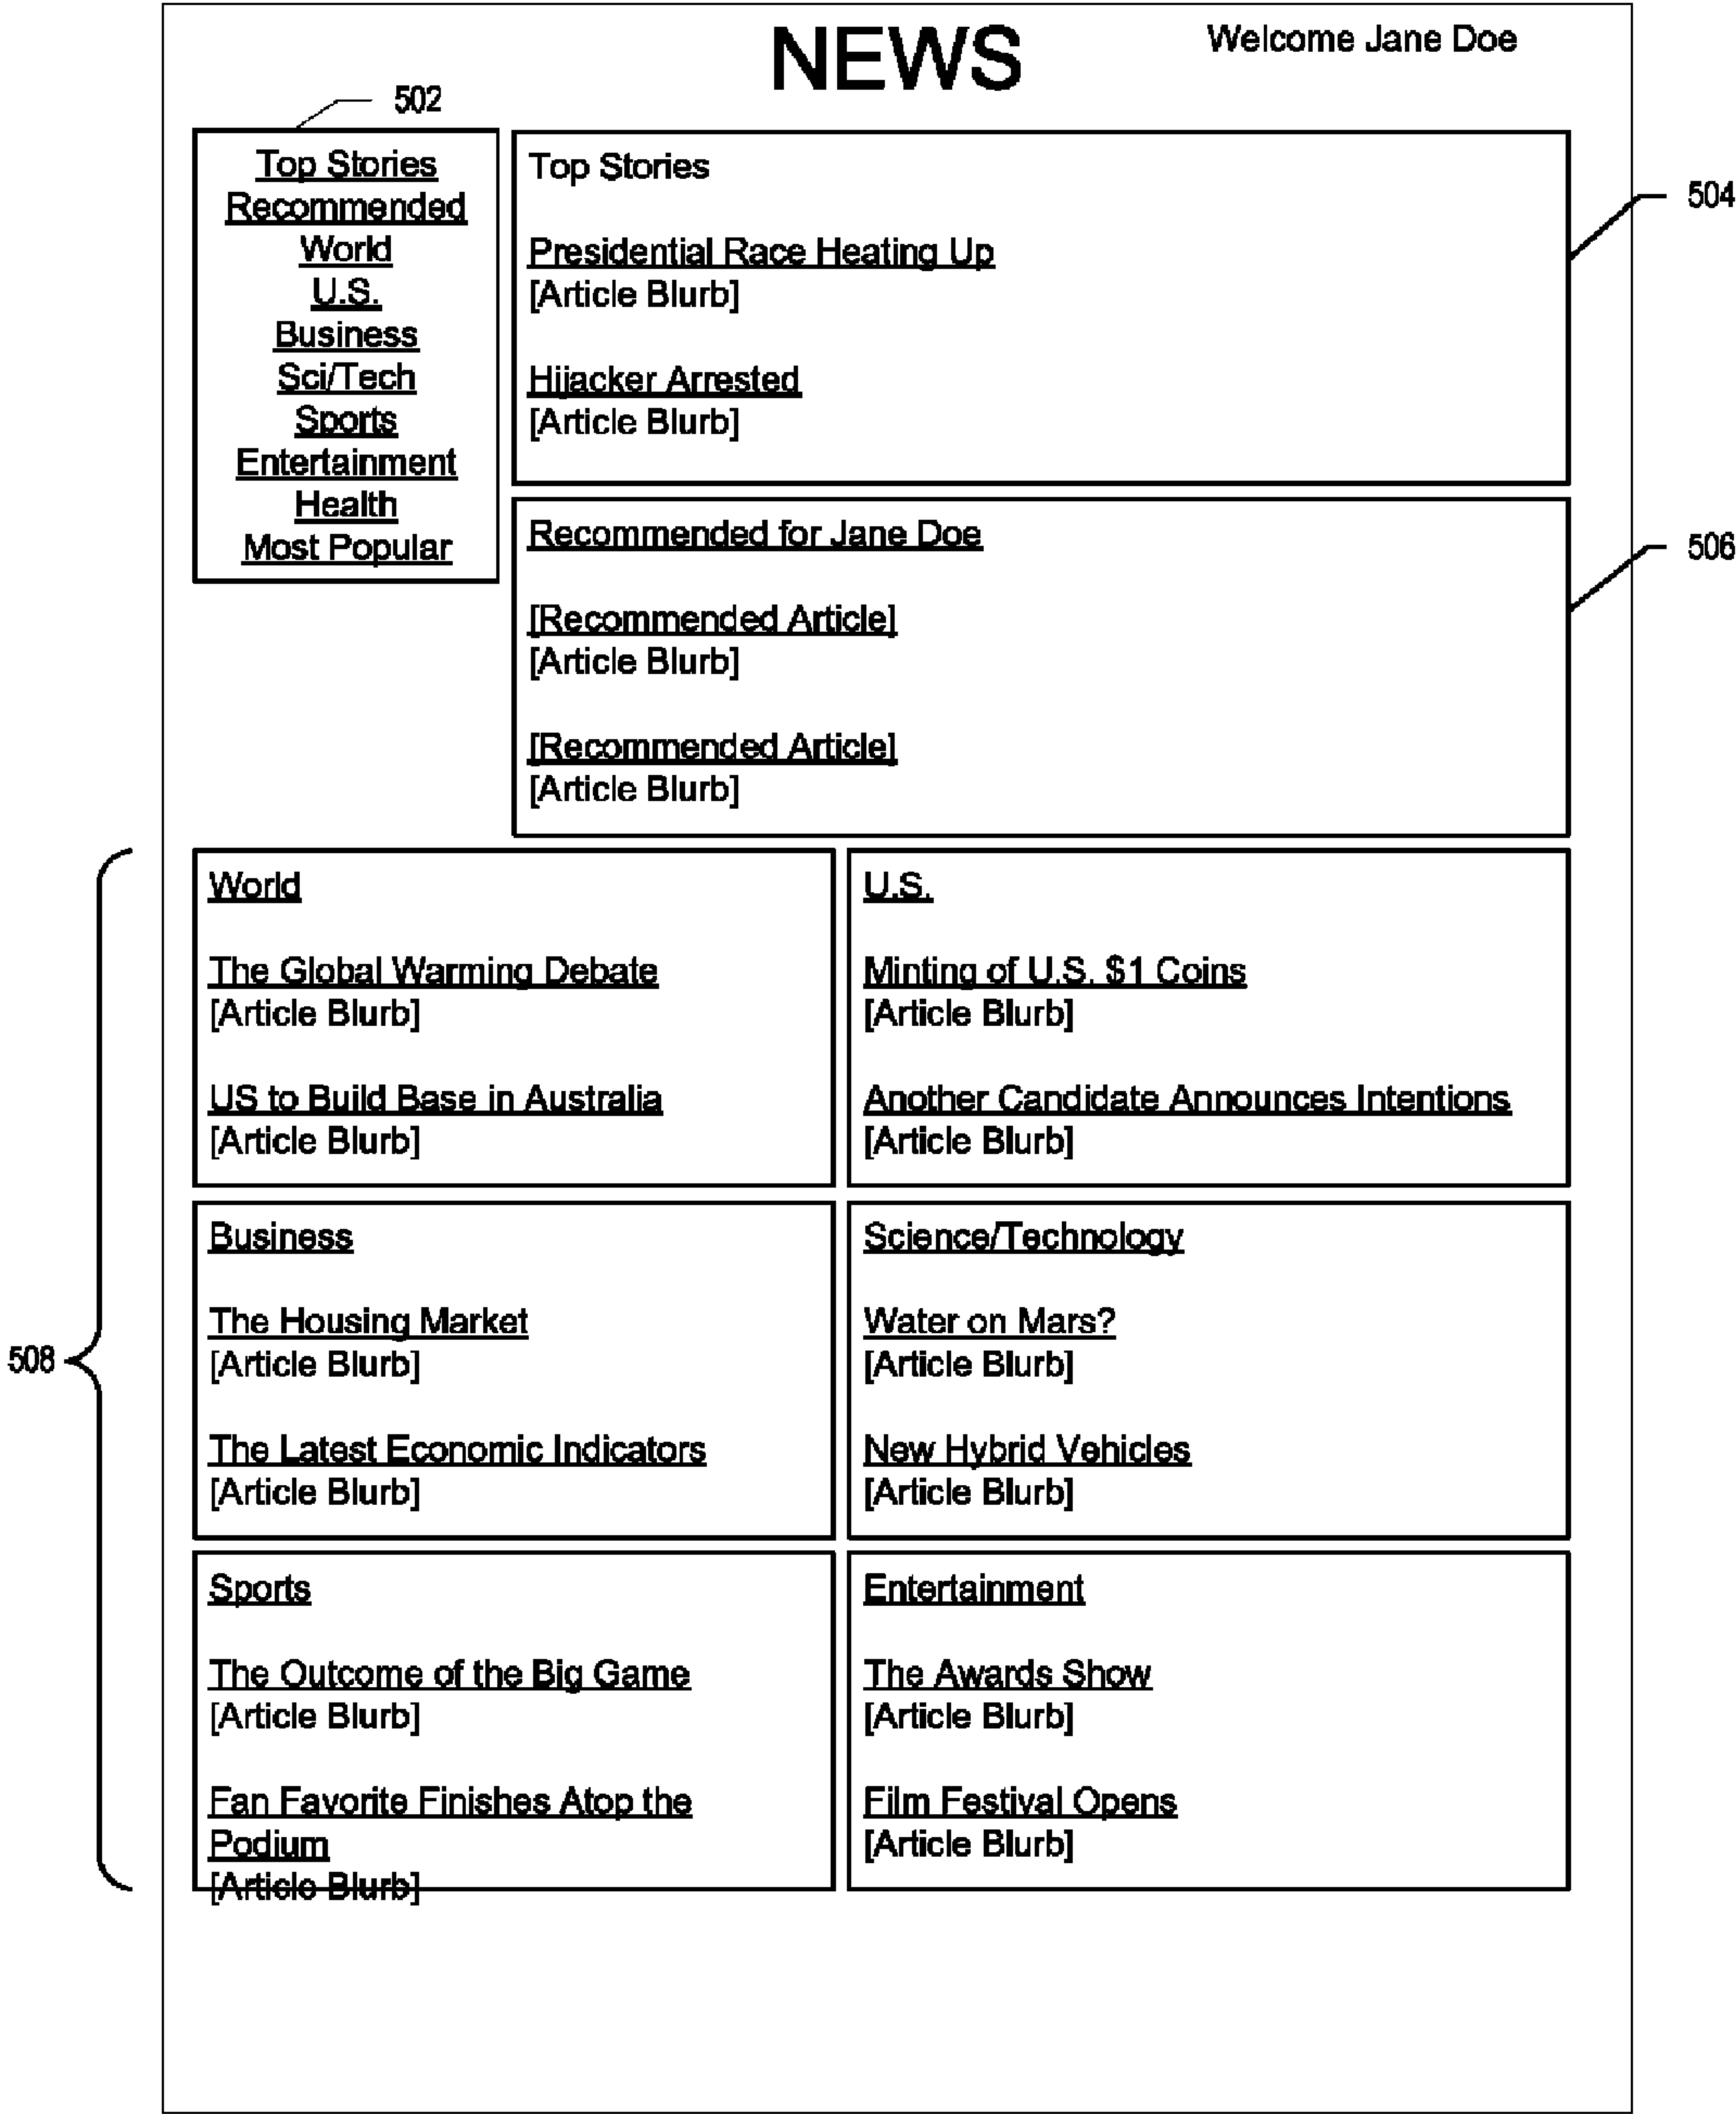 NEWS
Welcome Jane Doe
502
Top Stories
Recommended
World
U.S.
Business
Sci/Tech
Sports
Entertainment
Health
Most Popular
Top Stories
Presidential Race Heating Up
[Article Blurb]
Hijacker Arrested
[Article Blurb]
504
Recommended for Jane Doe
[Recommended Article]
[Article Blurb]
[Recommended Article]
[Article Blurb]
506
508
World
The Global Warming Debate
[Article Blurb]
US to Build Base in Australia
[Article Blurb]
U.S.
Minting of U.S. $1 Coins
[Article Blurb]
Another Candidate Announces Intentions
[Article Blurb]
Business
The Housing Market
[Article Blurb]
The Latest Economic Indicators
[Article Blurb]
Science/Technology
Water on Mars?
[Article Blurb]
New Hybrid Vehicles
[Article Blurb]
Sports
The Outcome of the Big Game
[Article Blurb]
Fan Favorite Finishes Atop the
Podium
[Article Blurb]
Entertainment
The Awards Show
[Article Blurb]
Film Festival Opens
[Article Blurb]